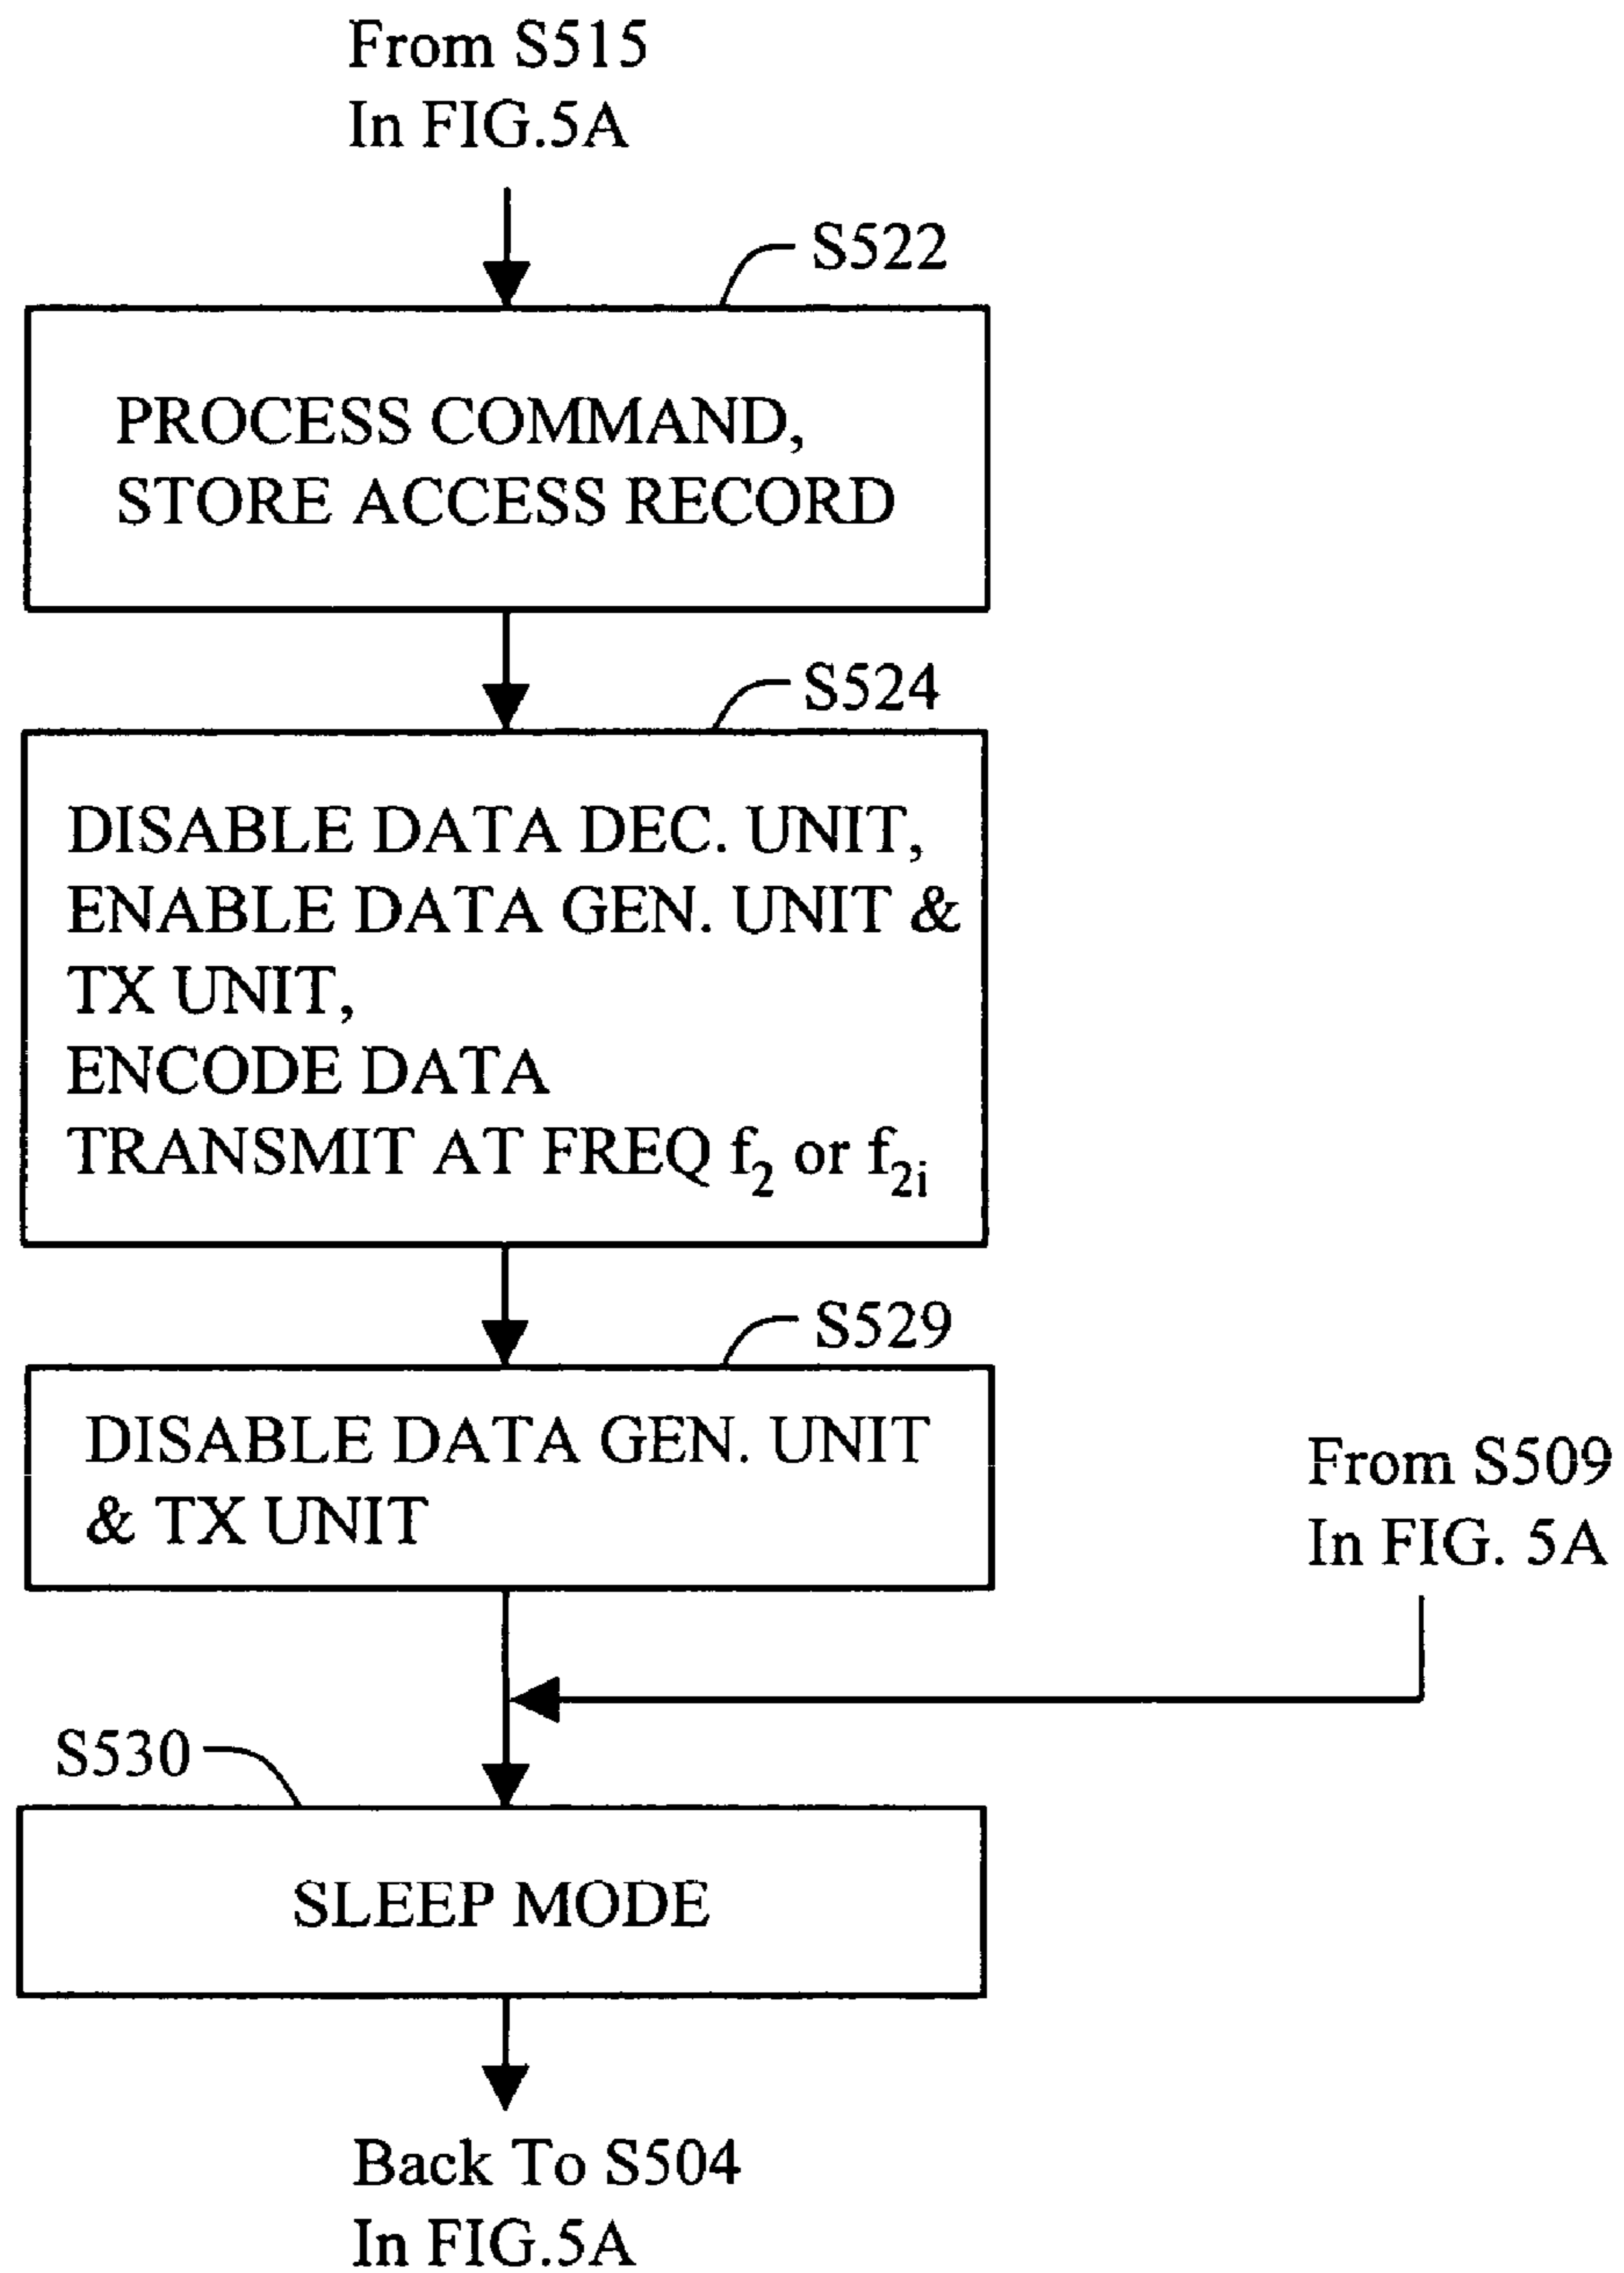 From S515
In FIG.5A
S522
PROCESS COMMAND,
STORE ACCESS RECORD
S524
DISABLE DATA DEC. UNIT,
ENABLE DATA GEN. UNIT &
TX UNIT,
ENCODE DATA
TRANSMIT AT FREQ f2 or f2i
S529
DISABLE DATA GEN. UNIT
& TX UNIT
From S509
In FIG. 5A
S530
SLEEP MODE
Back To S504
In FIG.5A